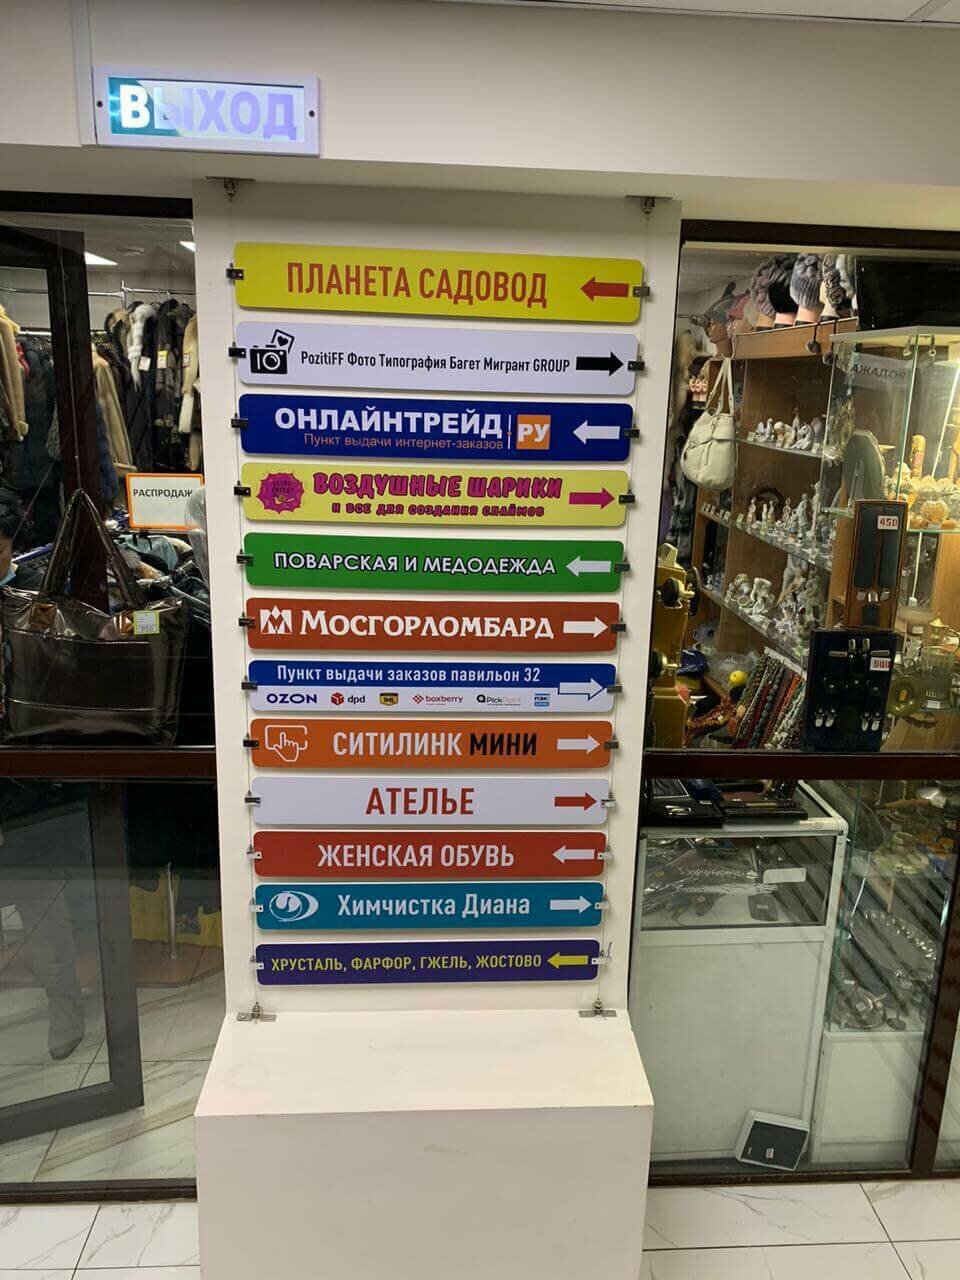 ВЫХОД
ПЛАНЕТА САДОВОД
PozitiFF Фото Типография Багет Мигрант GROUP
ОНЛАЙНТРЕЙД РУ
Пункт выдачи интернет-заказов
ВОЗДУШНЫЕ ШАРИКИ
И ВСЕ ДЛЯ СОЗДАНИЯ СЛАЙМОВ
РАСПРОДАЖ
ПОВАРСКАЯ И МЕДОДЕЖДА
МОСГОРЛОМБАРД
Пункт выдачи заказов павильон 32
OZON dpd IML boxberry PickPoint
СИТИЛИНК МИНИ
АТЕЛЬЕ
ЖЕНСКАЯ ОБУВЬ
Химчистка Диана
ХРУСТАЛЬ, ФАРФОР, ГЖЕЛЬ, ЖОСТОВО
450
900